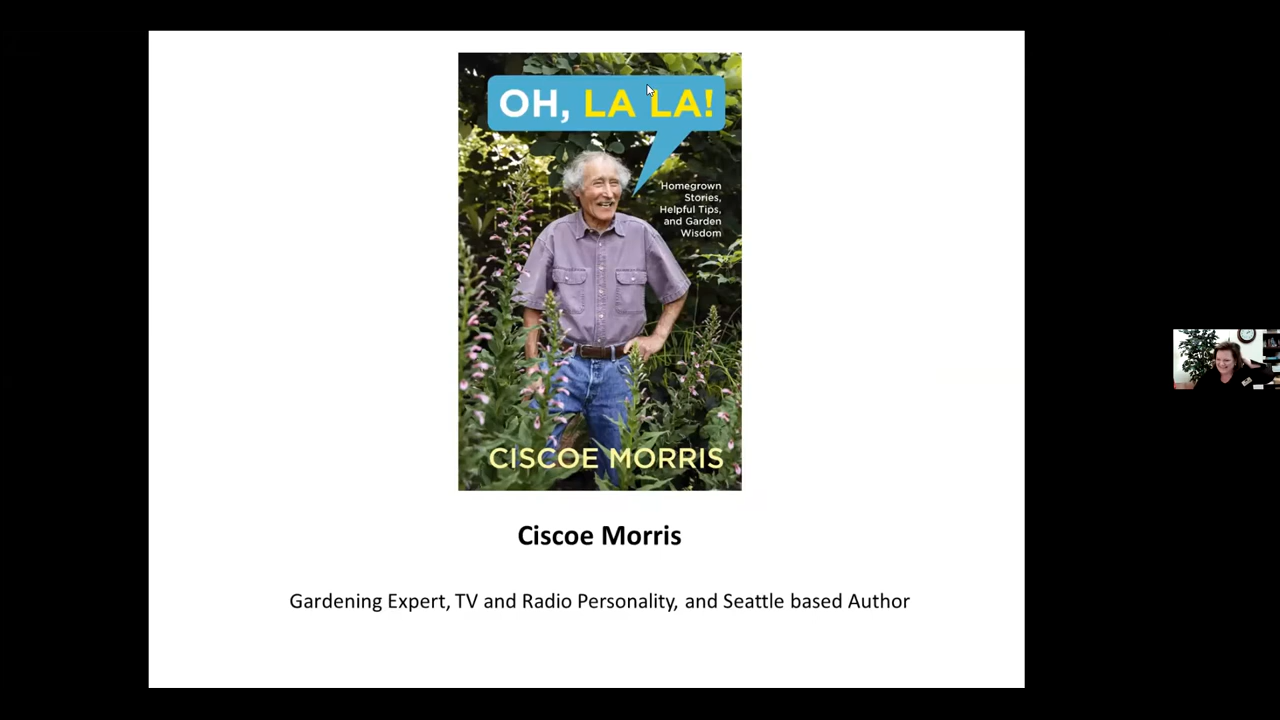 OH, LA LA!
Homegrown
Stories,
Helpful Tips,
and Garden
Wisdom
CISCOE MORRIS
Ciscoe Morris
Gardening Expert, TV and Radio Personality, and Seattle based Author